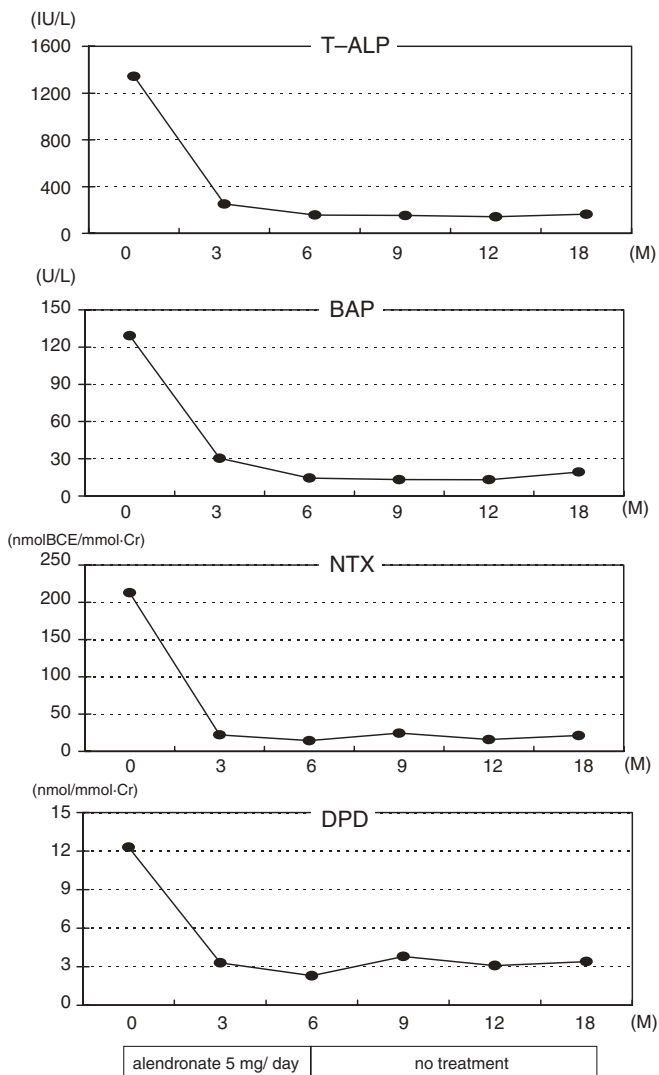 (IU/L)
T–ALP
1600
1200
800
400
0
0 3 6 9 12 18 (M)
(U/L)
BAP
150
120
90
60
30
0
0 3 6 9 12 18 (M)
(nmolBCE/mmol·Cr)
NTX
250
200
150
100
50
0
0 3 6 9 12 18 (M)
(nmol/mmol·Cr)
DPD
15
12
9
6
3
0
0 3 6 9 12 18 (M)
alendronate 5 mg/ day no treatment